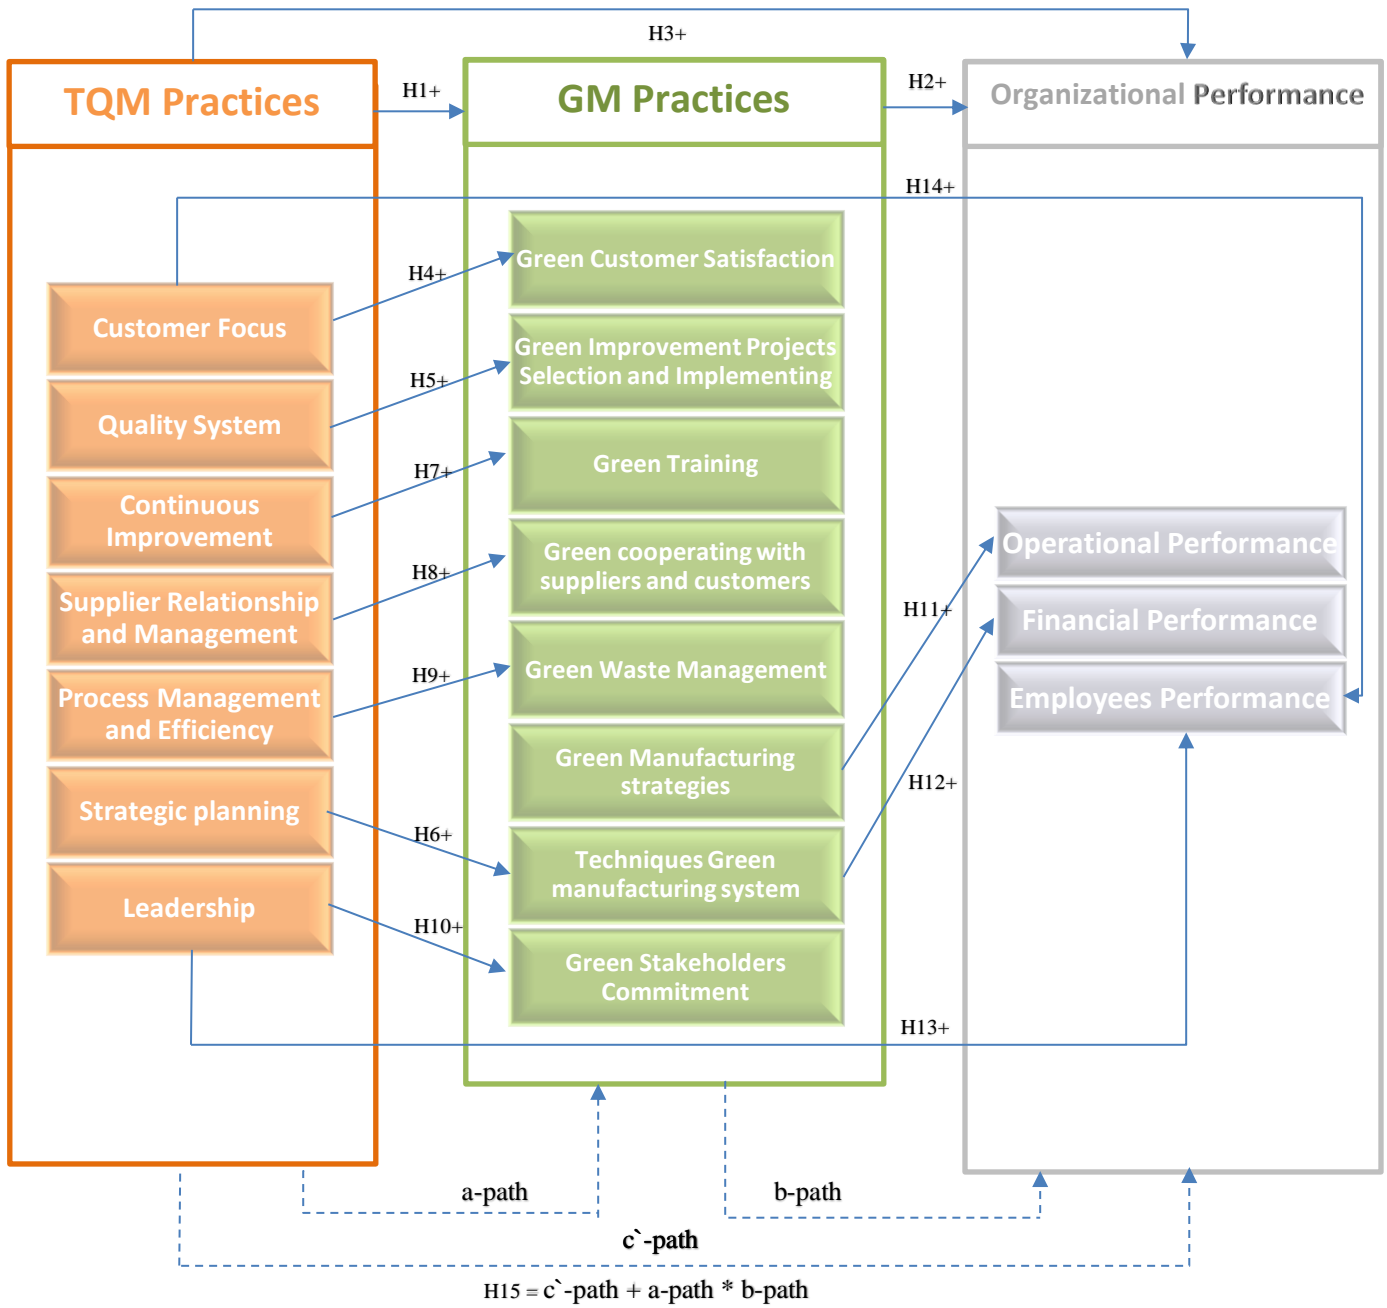 H3+
TQM Practices
H1+
GM Practices
H2+
Organizational Performance
H14+
Customer Focus
Quality System
Continuous
Improvement
Supplier Relationship
and Management
Process Management
and Efficiency
Strategic planning
Leadership
H4+
H5+
H7+
H8+
H9+
H6+
H10+
Green Customer Satisfaction
Green Improvement Projects
Selection and Implementing
Green Training
Green cooperating with
suppliers and customers
Green Waste Management
Green Manufacturing
strategies
Techniques Green
manufacturing system
Green Stakeholders
Commitment
H11+
H12+
H13+
Operational Performance
Financial Performance
Employees Performance
a-path
b-path
c`-path
H15 = c`-path + a-path * b-path